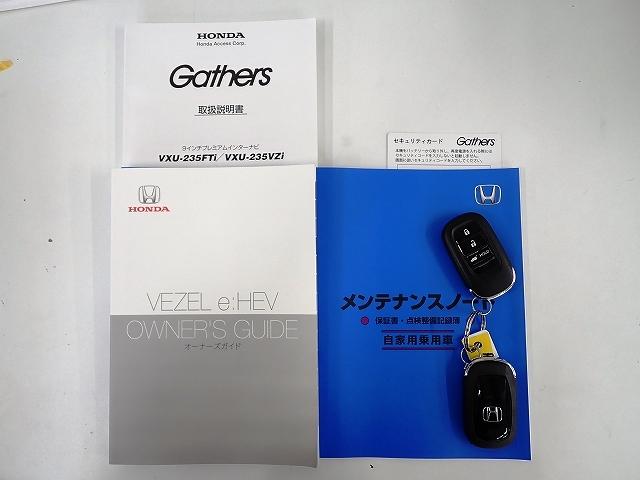 HONDA
Honda Access Corp.
Gathers
取扱説明書
9インチプレミアムインターナビ
VXU-235FTi/VXU-235VZi
セキュリティカード Gathers
HONDA
VEZEL e:HEV
OWNER'S GUIDE
オーナーズガイド
メンテナンスノート
保証書・点検整備記録簿
自家用乗用車
HOLD